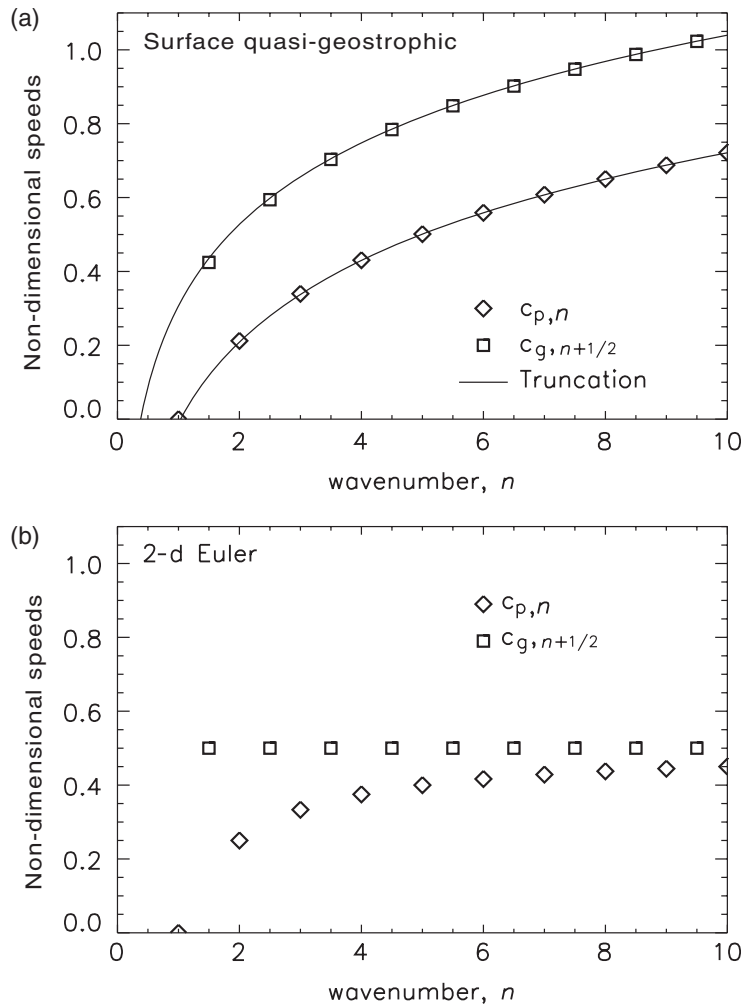 (a)
Surface quasi-geostrophic
Non-dimensional speeds
1.0
0.8
0.6
0.4
0.2
0.0
c_p,n
c_g,n+1/2
Truncation
0 2 4 6 8 10
wavenumber, n
(b)
2-d Euler
Non-dimensional speeds
1.0
0.8
0.6
0.4
0.2
0.0
c_p,n
c_g,n+1/2
0 2 4 6 8 10
wavenumber, n